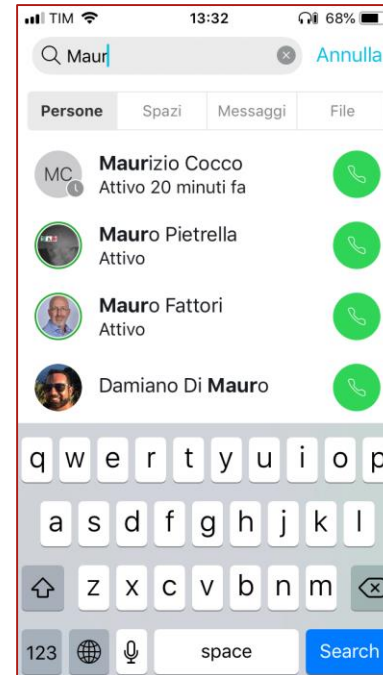 TIM 13:32 68%
Maur Annulla
Persone Spazi Messaggi File
MC Maurizio Cocco
Attivo 20 minuti fa
Mauro Pietrella
Attivo
Mauro Fattori
Attivo
Damiano Di Mauro
q w e r t y u i o p
a s d f g h j k l
z x c v b n m
123 space Search